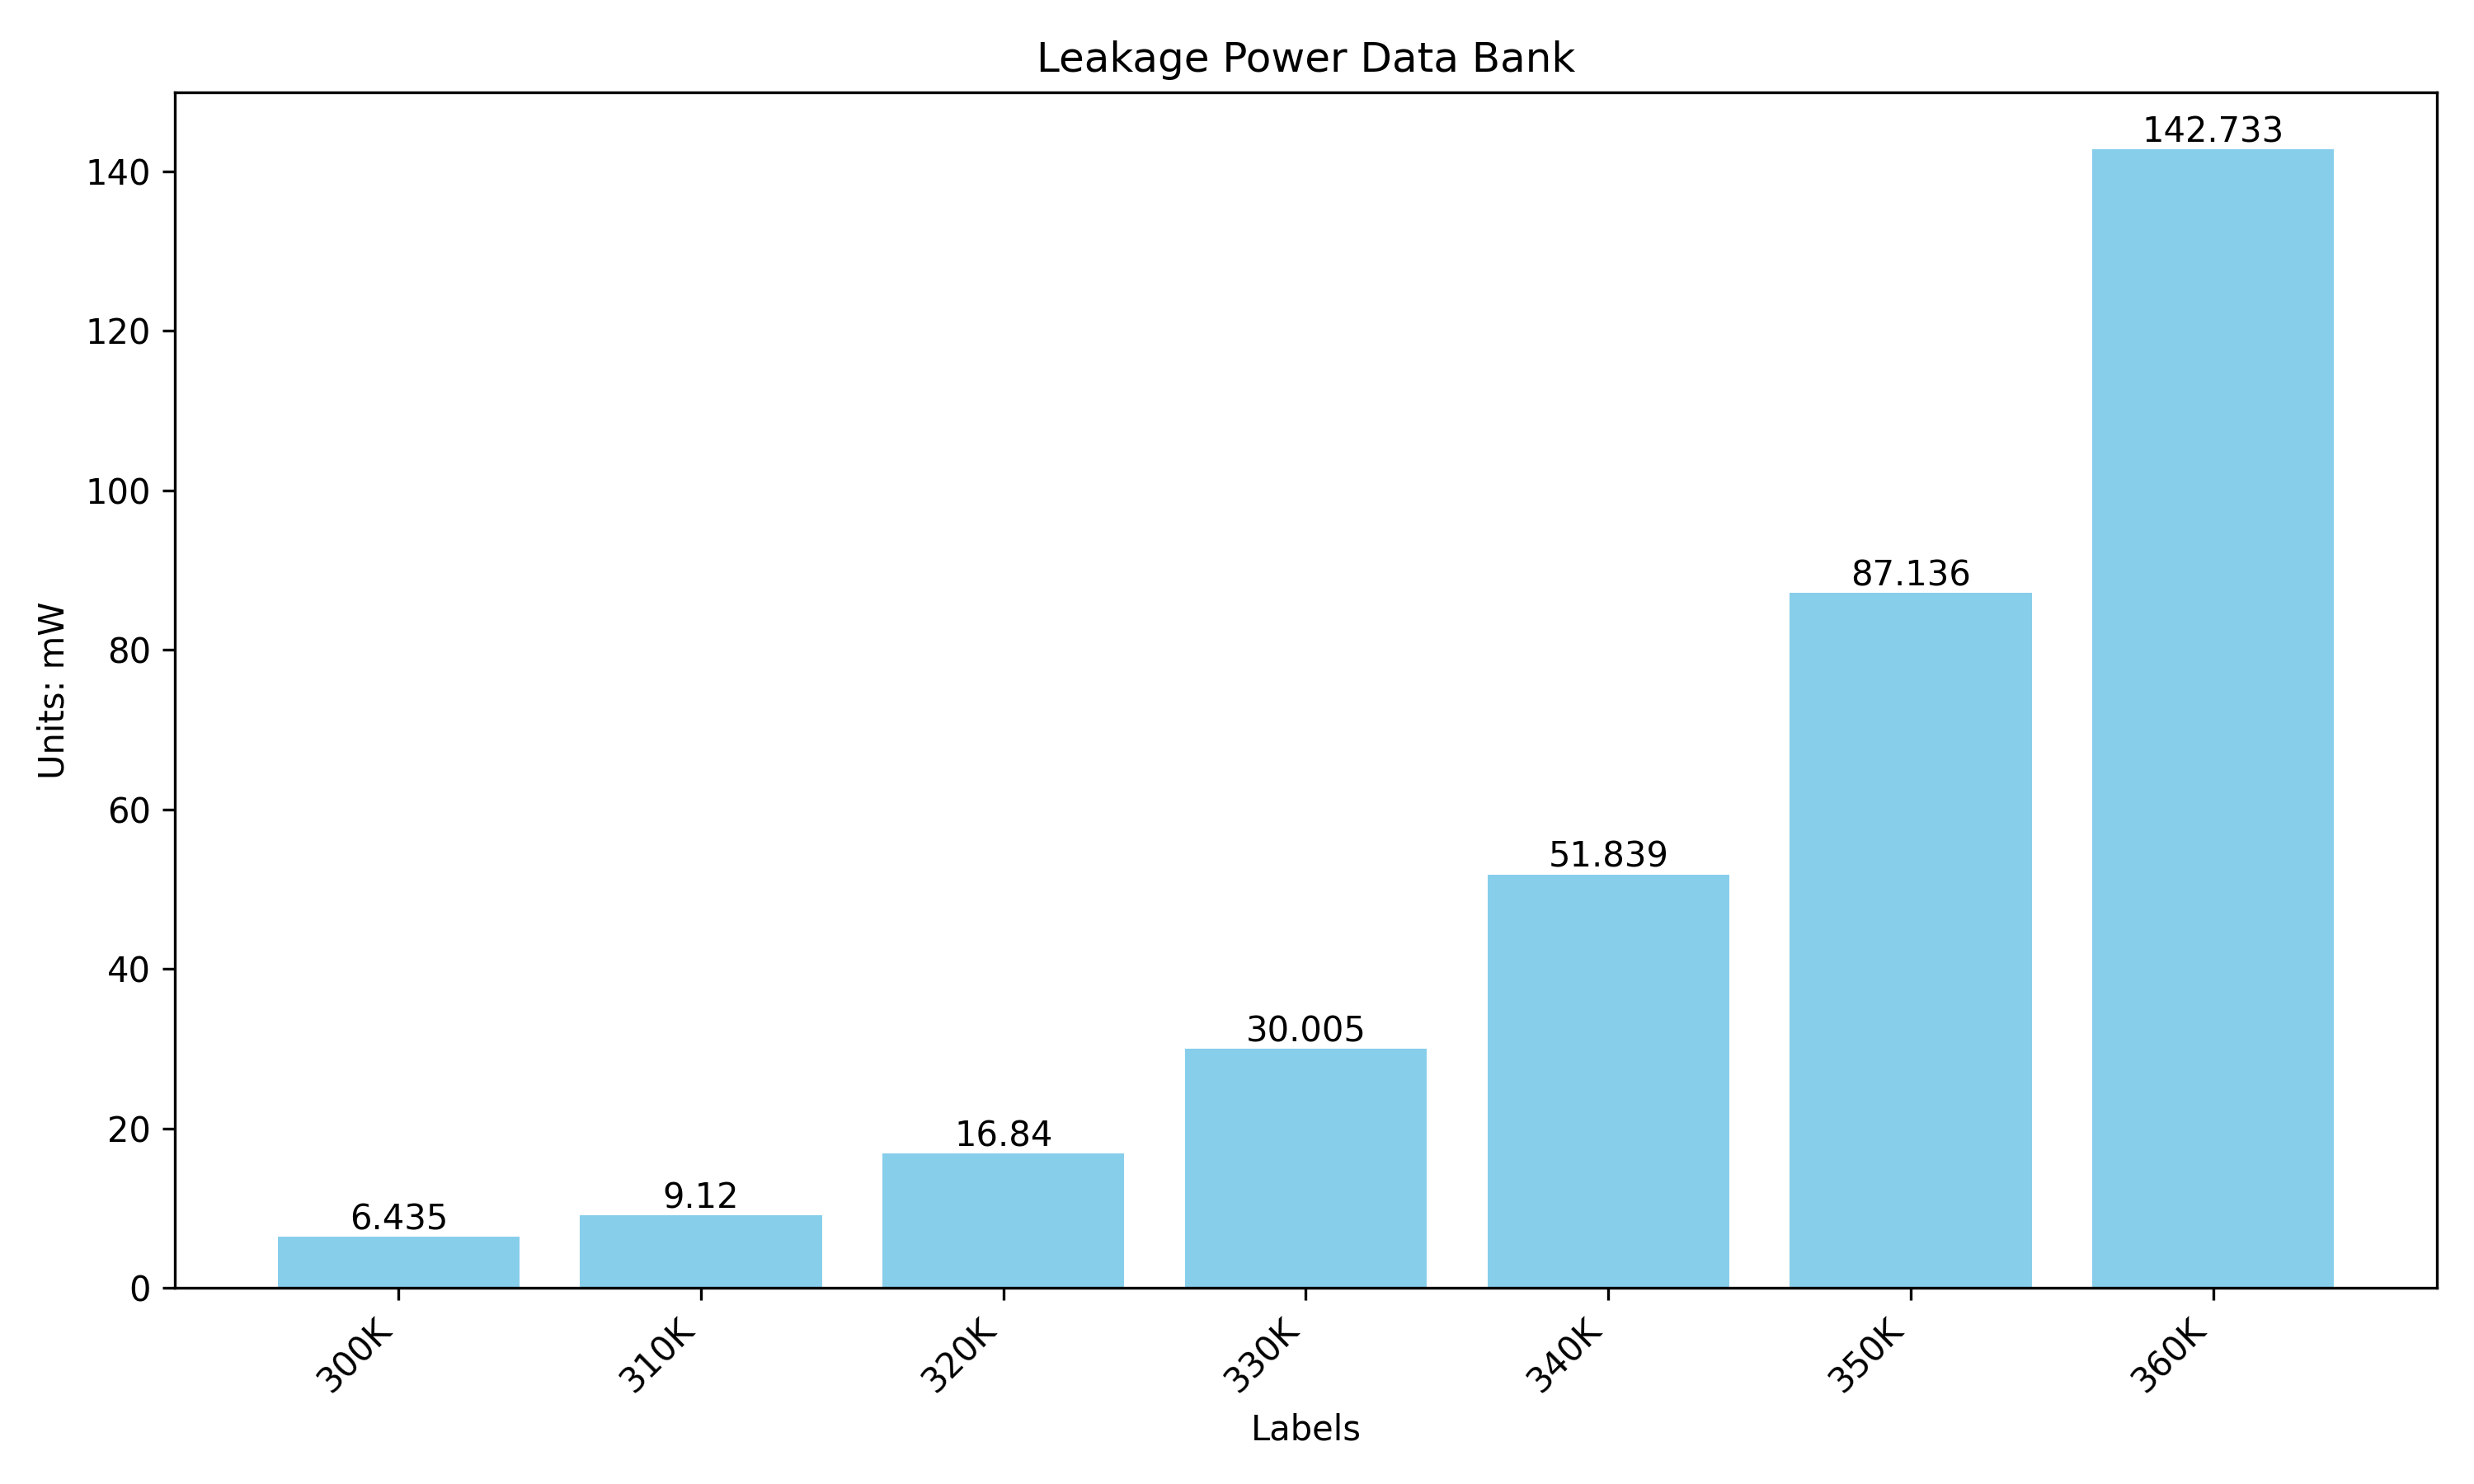 Leakage Power Data Bank
Units: mW
140
120
100
80
60
40
20
0
6.435
9.12
16.84
30.005
51.839
87.136
142.733
300K
310K
320K
330K
340K
350K
360K
Labels